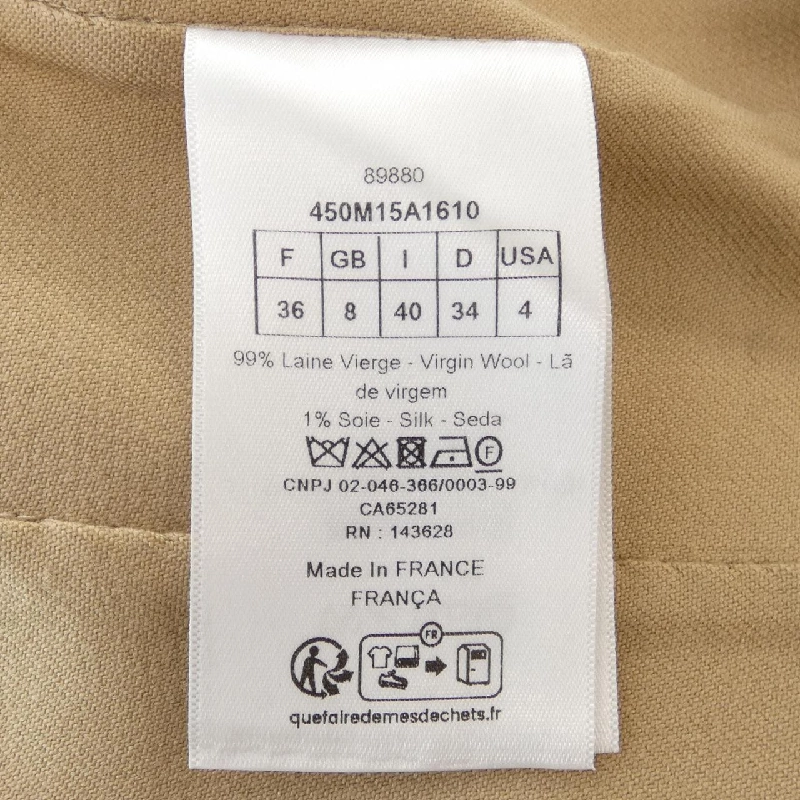 89880
450M15A1610
F GB I D USA
36 8 40 34 4
99% Laine Vierge - Virgin Wool - Lã
de virgem
1% Soie - Silk - Seda
F
CNPJ 02-046-366/0003-99
CA65281
RN : 143628
Made In FRANCE
FRANÇA
FR
quefairedemesdechets.fr